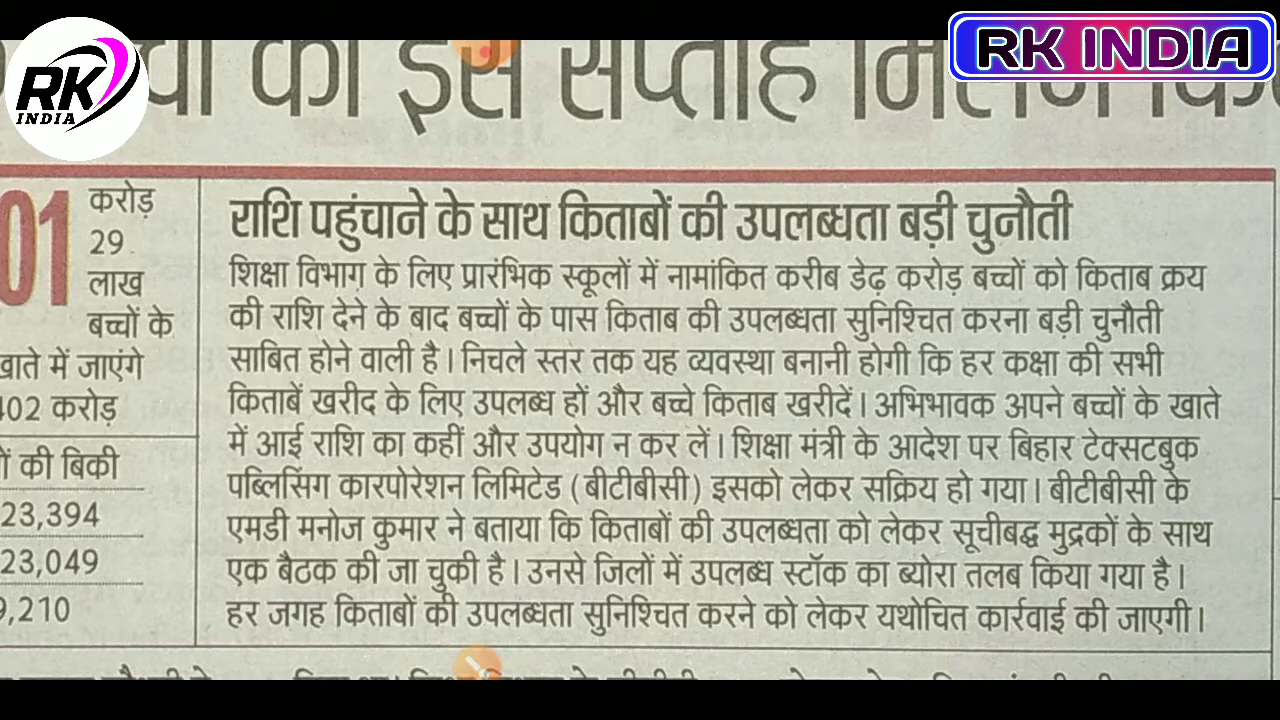 RK INDIA
RK INDIA
को इस सप्ताह
01 करोड़
29
लाख
बच्चों के
खाते में जाएंगे
402 करोड़
की बिक्री
23,394
23,049
9,210
राशि पहुंचाने के साथ किताबों की उपलब्धता बड़ी चुनौती
शिक्षा विभाग के लिए प्रारंभिक स्कूलों में नामांकित करीब डेढ़ करोड़ बच्चों को किताब क्रय
की राशि देने के बाद बच्चों के पास किताब की उपलब्धता सुनिश्चित करना बड़ी चुनौती
साबित होने वाली है। निचले स्तर तक यह व्यवस्था बनानी होगी कि हर कक्षा की सभी
किताबें खरीद के लिए उपलब्ध हों और बच्चे किताब खरीदें। अभिभावक अपने बच्चों के खाते
में आई राशि का कहीं और उपयोग न कर लें। शिक्षा मंत्री के आदेश पर बिहार टेक्सटबुक
पब्लिसिंग कारपोरेशन लिमिटेड (बीटीबीसी) इसको लेकर सक्रिय हो गया। बीटीबीसी के
एमडी मनोज कुमार ने बताया कि किताबों की उपलब्धता को लेकर सूचीबद्ध मुद्रकों के साथ
एक बैठक की जा चुकी है। उनसे जिलों में उपलब्ध स्टॉक का ब्योरा तलब किया गया है।
हर जगह किताबों की उपलब्धता सुनिश्चित करने को लेकर यथोचित कार्रवाई की जाएगी।